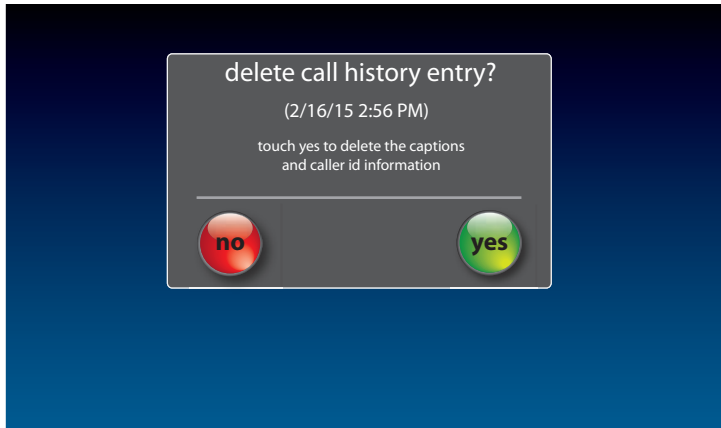 delete call history entry?
(2/16/15 2:56 PM)
touch yes to delete the captions
and caller id information
no
yes